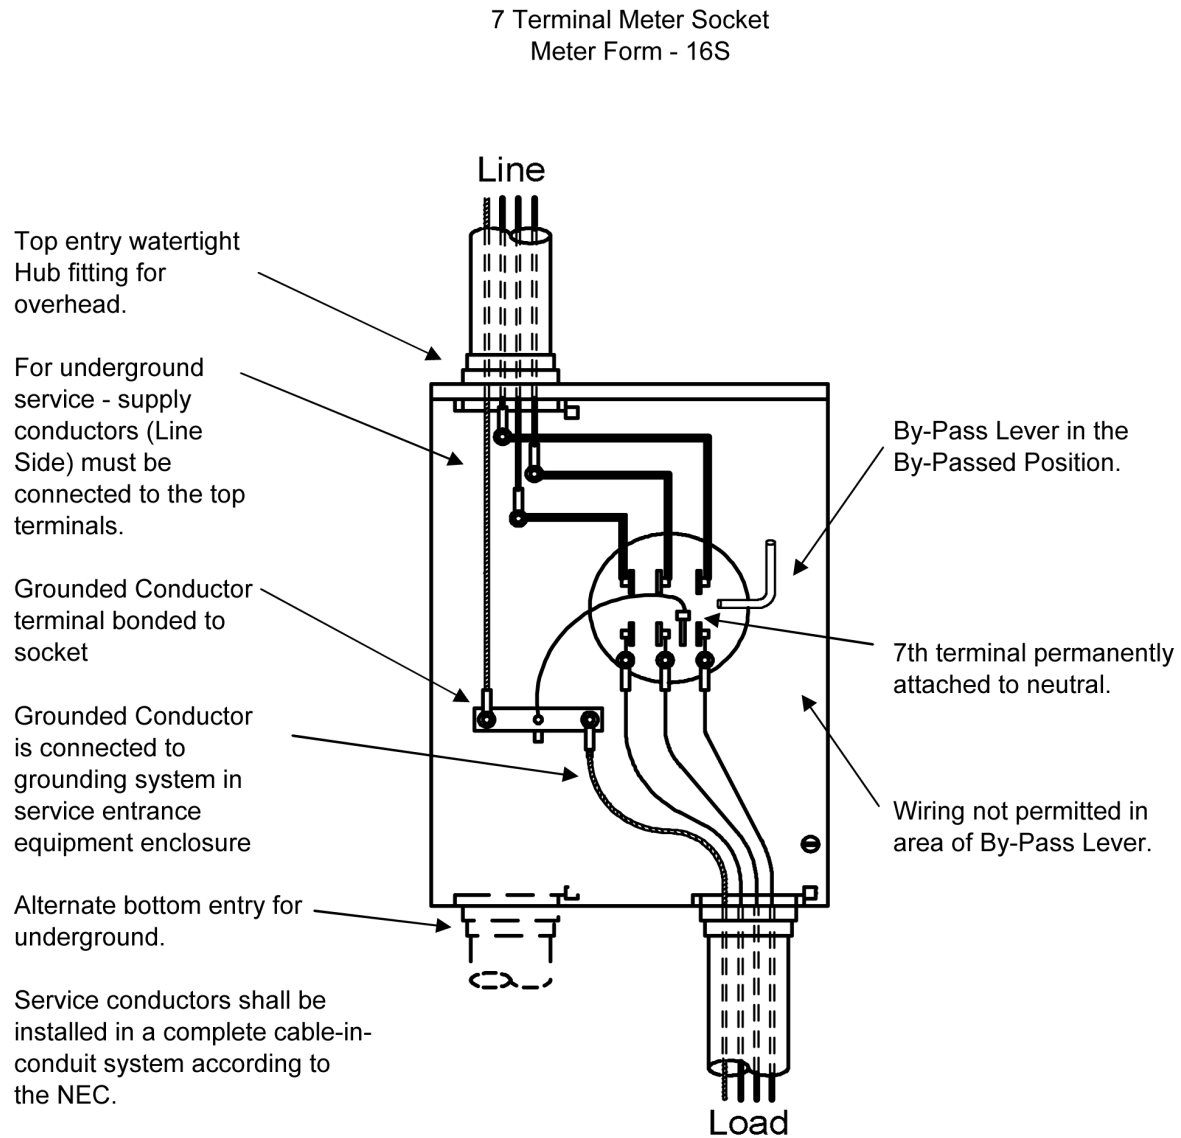 7 Terminal Meter Socket
Meter Form - 16S
Line
Top entry watertight
Hub fitting for
overhead.
For underground
service - supply
conductors (Line
Side) must be
connected to the top
terminals.
Grounded Conductor
terminal bonded to
socket
Grounded Conductor
is connected to
grounding system in
service entrance
equipment enclosure
Alternate bottom entry for
underground.
Service conductors shall be
installed in a complete cable-in-
conduit system according to
the NEC.
By-Pass Lever in the
By-Passed Position.
7th terminal permanently
attached to neutral.
Wiring not permitted in
area of By-Pass Lever.
Load